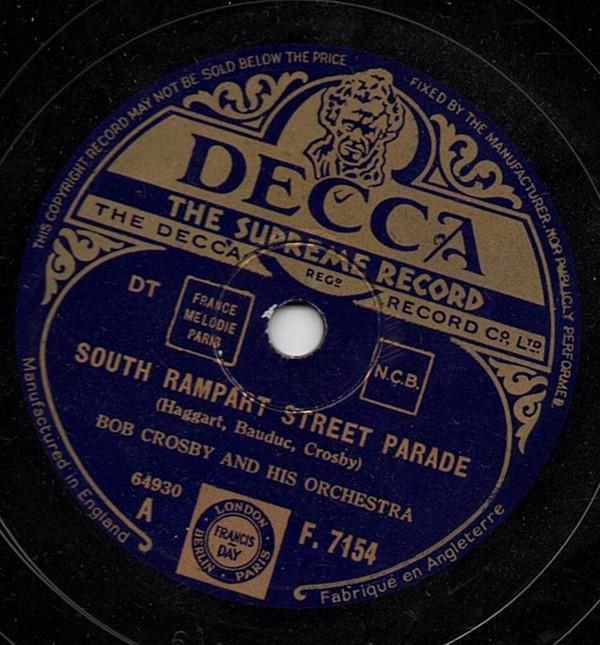 THIS COPYRIGHT RECORD MAY NOT BE SOLD BELOW THE PRICE
FIXED BY THE MANUFACTURER, NOR PUBLICLY PERFORMED.
DECCA
THE SUPREME RECORD
THE DECCA
REGD
RECORD CO. LTD
DT
FRANCE
MELODIE
PARIS
N.C.B.
SOUTH RAMPART STREET PARADE
(Haggart, Bauduc, Crosby)
BOB CROSBY AND HIS ORCHESTRA
64930
A
LONDON
FRANCIS
DAY
BERLIN
PARIS
F. 7154
Manufactured in England
Fabriqué en Angleterre